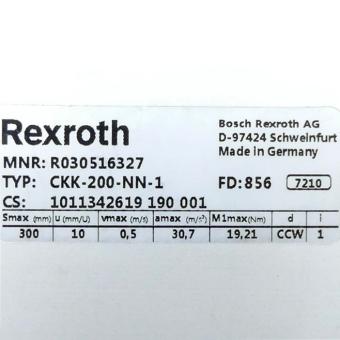 Rexroth
Bosch Rexroth AG
D-97424 Schweinfurt
Made in Germany
MNR: R030516327
TYP: CKK-200-NN-1 FD: 856 7210
CS: 1011342619 190 001
Smax (mm) u (mm/U) vmax (m/s) amax (m/s²) M1max(Nm) d i
300 10 0,5 30,7 19,21 CCW 1